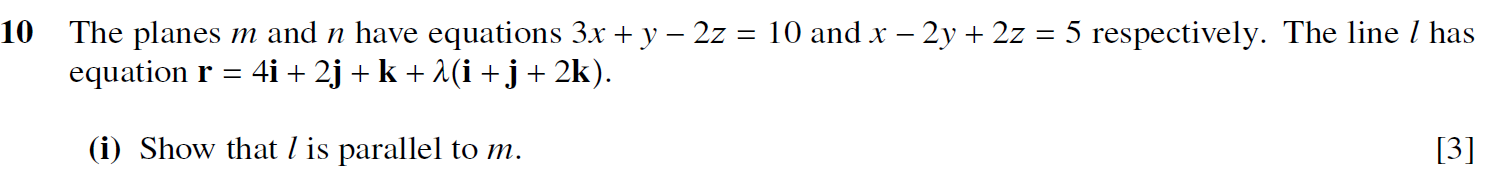 10 The planes m and n have equations 3x + y − 2z = 10 and x − 2y + 2z = 5 respectively. The line l has
equation r = 4i + 2j + k + λ(i + j + 2k).
(i) Show that l is parallel to m. [3]